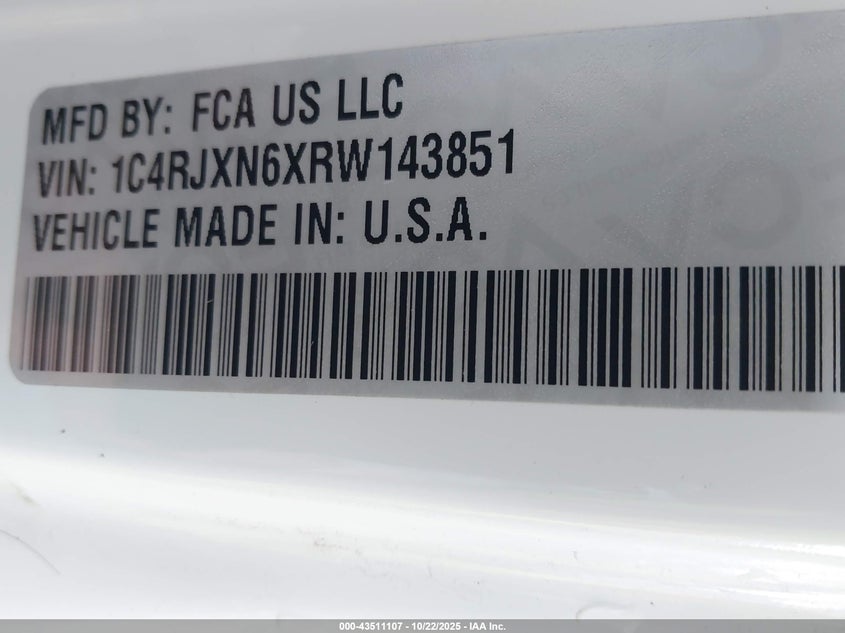 MFD BY: FCA US LLC
VIN: 1C4RJXN6XRW143851
VEHICLE MADE IN: U.S.A.
000-43511107 - 10/22/2025 - IAA Inc.